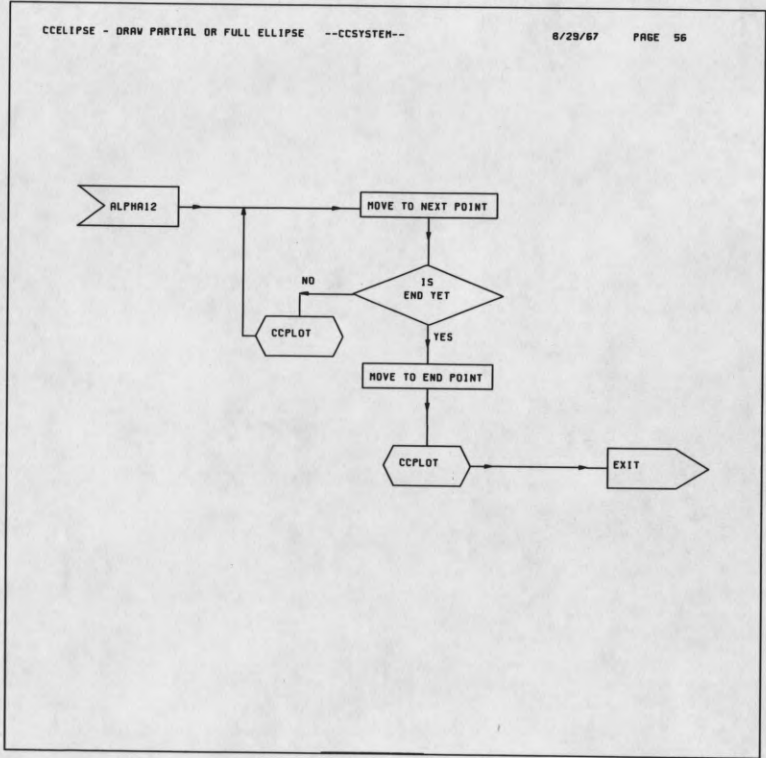 CCELIPSE - DRAW PARTIAL OR FULL ELLIPSE --CCSYSTEM-- 8/29/67 PAGE 56
ALPHA12
MOVE TO NEXT POINT
IS
END YET
NO
CCPLOT
YES
MOVE TO END POINT
CCPLOT
EXIT